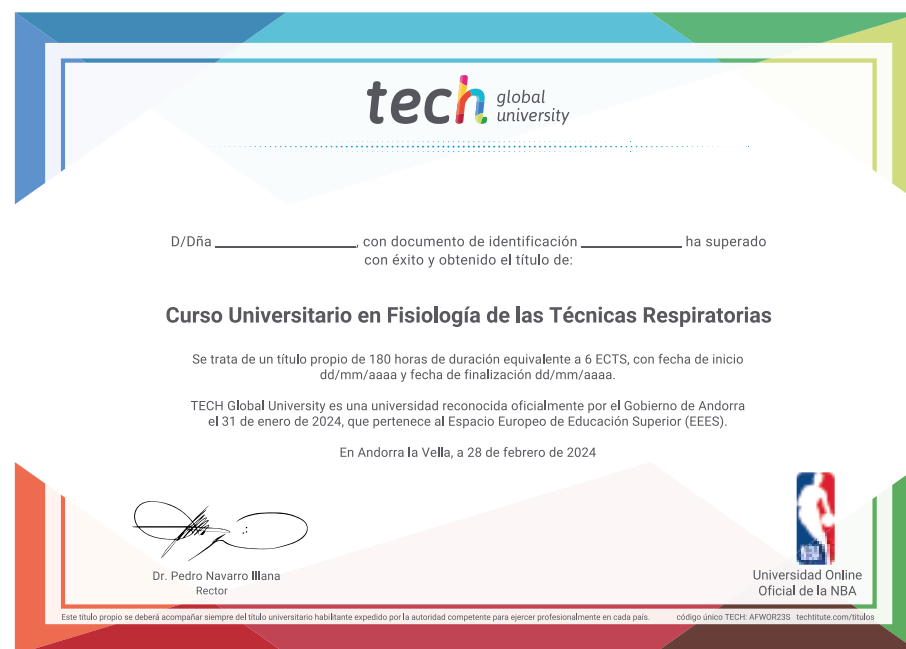 tech global university
D/Dña ____________, con documento de identificación ____________ ha superado
con éxito y obtenido el título de:
Curso Universitario en Fisiología de las Técnicas Respiratorias
Se trata de un título propio de 180 horas de duración equivalente a 6 ECTS, con fecha de inicio
dd/mm/aaaa y fecha de finalización dd/mm/aaaa.
TECH Global University es una universidad reconocida oficialmente por el Gobierno de Andorra
el 31 de enero de 2024, que pertenece al Espacio Europeo de Educación Superior (EEES).
En Andorra la Vella, a 28 de febrero de 2024
NBA
Dr. Pedro Navarro Illana
Rector
Universidad Online
Oficial de la NBA
Este título propio se deberá acompañar siempre del título universitario habilitante expedido por la autoridad competente para ejercer profesionalmente en cada país. código único TECH: AFWOR23S techtitute.com/titulos